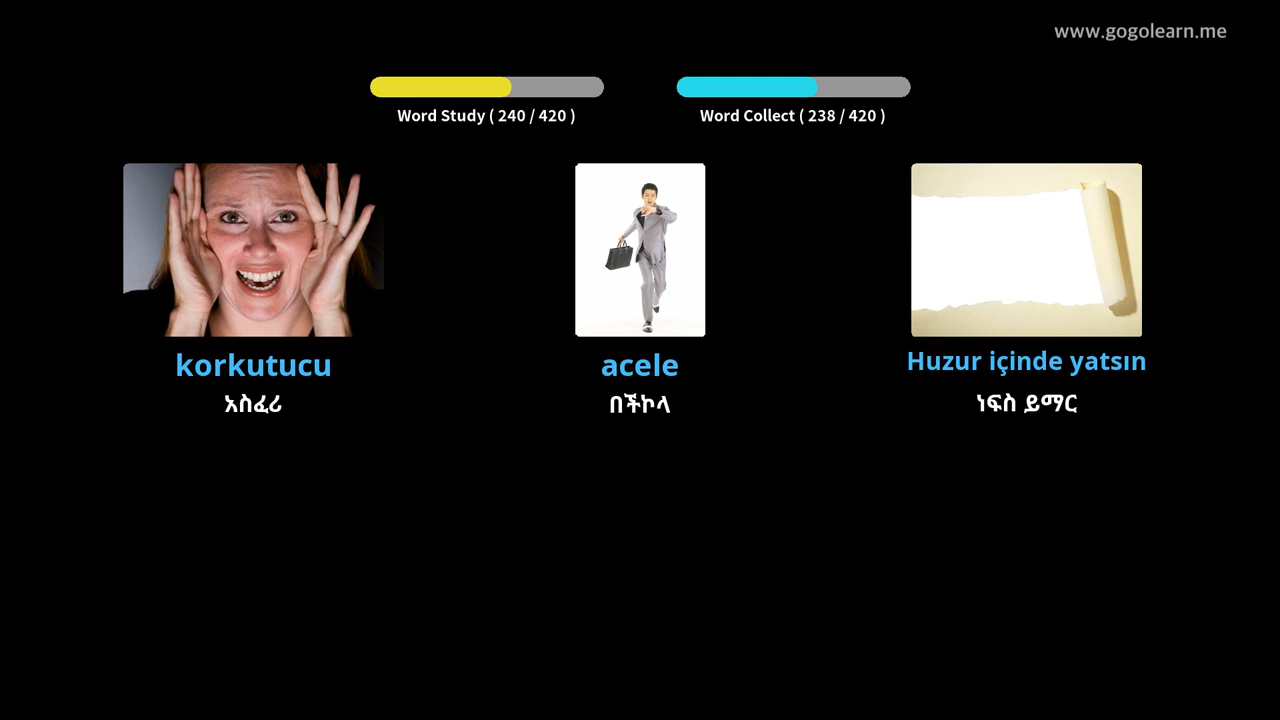 www.gogolearn.me
Word Study ( 240 / 420 )
Word Collect ( 238 / 420 )
korkutucu
አስፈሪ
acele
በችኮላ
Huzur içinde yatsın
ነፍስ ይማር